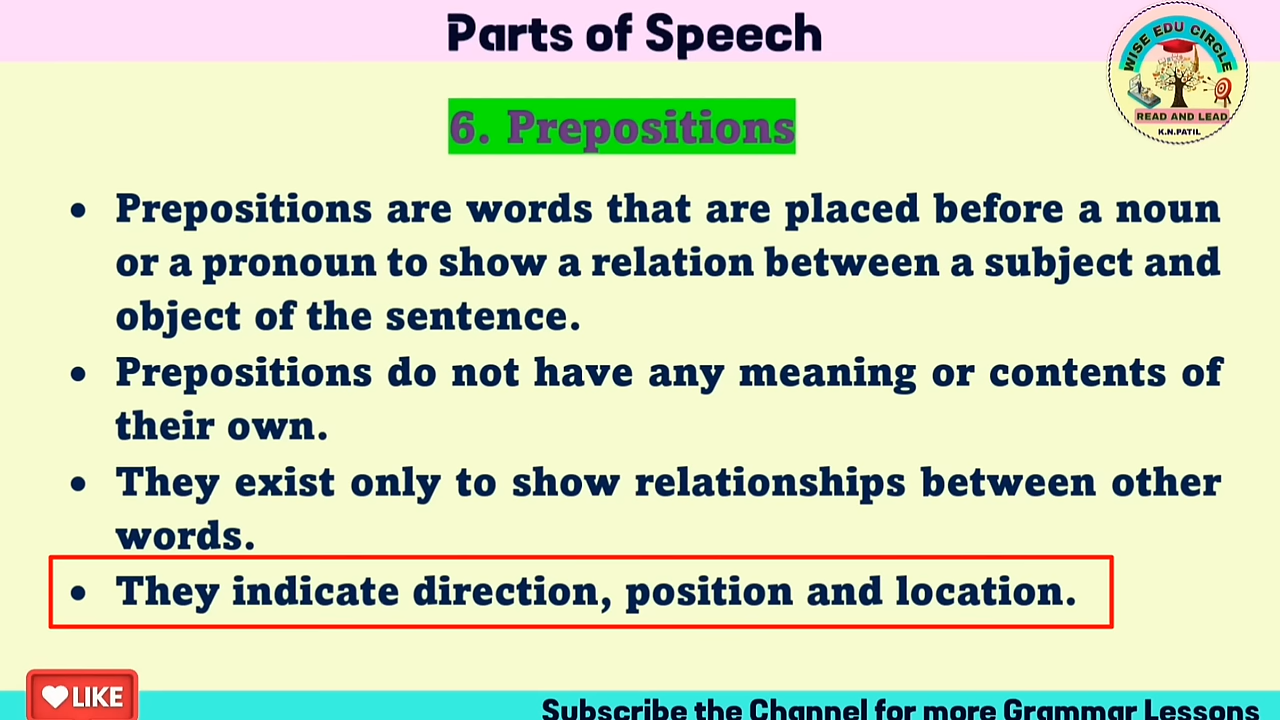 Parts of Speech
WISE EDU CIRCLE
READ AND LEAD
K.N.PATIL
6. Prepositions
• Prepositions are words that are placed before a noun
or a pronoun to show a relation between a subject and
object of the sentence.
• Prepositions do not have any meaning or contents of
their own.
• They exist only to show relationships between other
words.
• They indicate direction, position and location.
LIKE
Subscribe the Channel for more Grammar Lessons